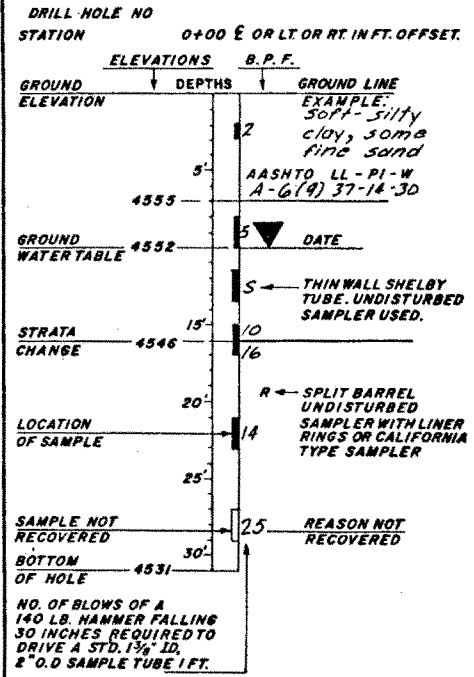 DRILL HOLE NO
STATION 0+00 ₤ OR LT OR RT. IN FT. OFFSET.
ELEVATIONS B.P.F.
GROUND ELEVATION
DEPTHS
GROUND LINE
EXAMPLE:
soft-silty
clay, some
fine sand
2
5'
AASHTO LL-PI-W
A-6(9) 37-14-30
4555
5
GROUND WATER TABLE
4552
DATE
S
THIN WALL SHELBY
TUBE. UNDISTURBED
SAMPLER USED.
15'
10
STRATA CHANGE
4546
16
20'
R
SPLIT BARREL
UNDISTURBED
SAMPLER WITH LINER
RINGS OR CALIFORNIA
TYPE SAMPLER
LOCATION OF SAMPLE
14
25'
SAMPLE NOT RECOVERED
25
REASON NOT RECOVERED
30'
BOTTOM OF HOLE
4531
NO. OF BLOWS OF A
140 LB. HAMMER FALLING
30 INCHES REQUIRED TO
DRIVE A STD. 1⅜" I.D.
2" O.D SAMPLE TUBE 1 FT.